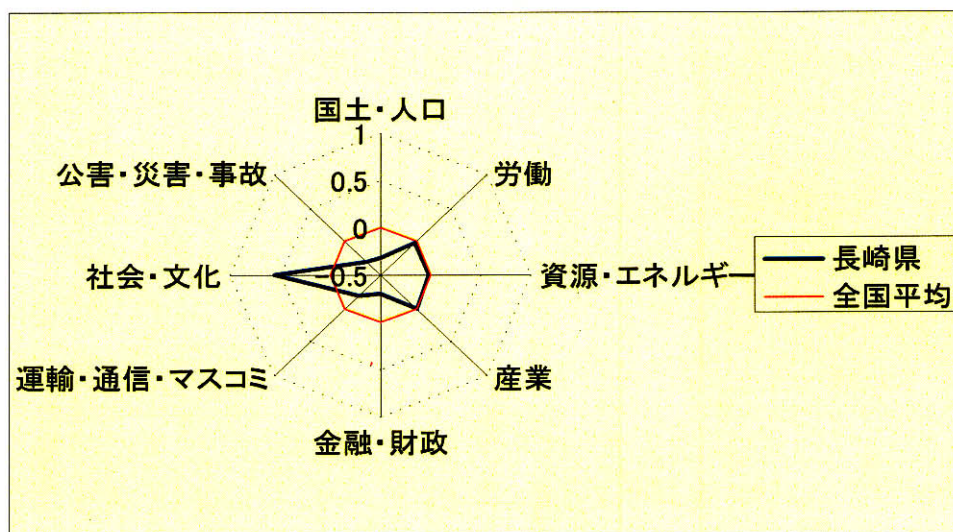 国土・人口
1
公害・災害・事故
0.5
労働
0
社会・文化
-0.5
資源・エネルギー
長崎県
全国平均
運輸・通信・マスコミ
産業
金融・財政